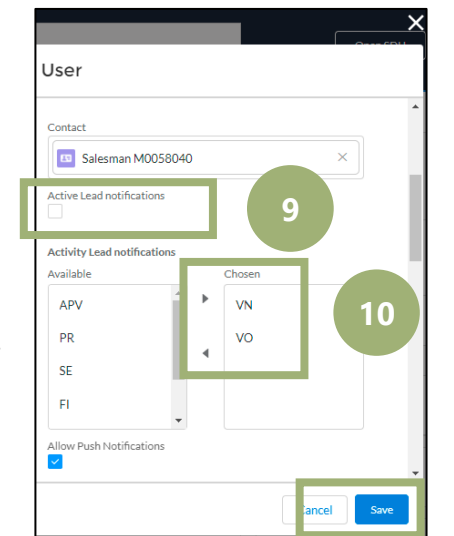 User
Contact
Salesman M0058040
Active Lead notifications
9
Activity Lead notifications
Available Chosen
APV VN
10
PR VO
SE
FI
Allow Push Notifications
Cancel Save